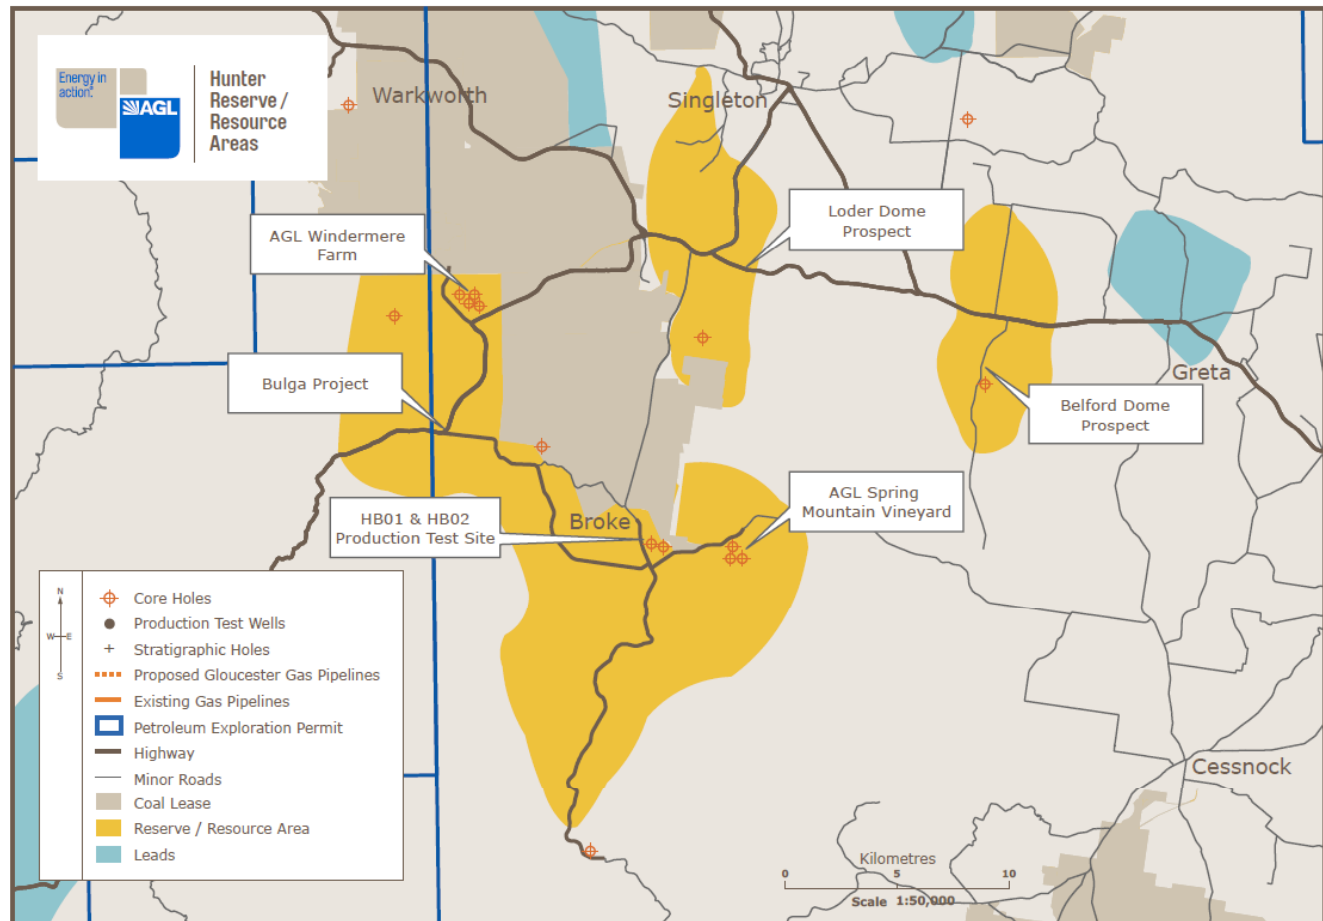 Energy in
action.®
AGL
Hunter
Reserve /
Resource
Areas
Warkworth
Singleton
AGL Windermere
Farm
Loder Dome
Prospect
Bulga Project
Greta
Belford Dome
Prospect
AGL Spring
Mountain Vineyard
HB01 & HB02
Production Test Site
Broke
N
W
E
S
Core Holes
Production Test Wells
Stratigraphic Holes
Proposed Gloucester Gas Pipelines
Existing Gas Pipelines
Petroleum Exploration Permit
Highway
Minor Roads
Coal Lease
Reserve / Resource Area
Leads
Cessnock
Kilometres
0 5 10
Scale 1:50,000